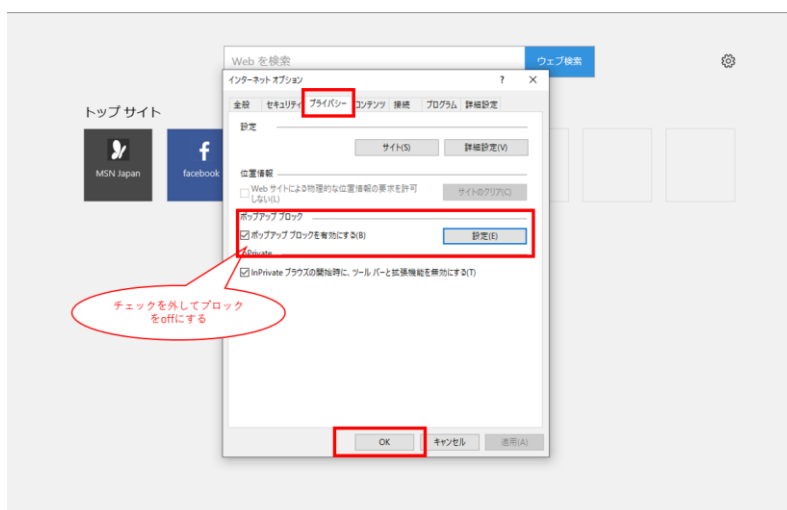 Web を検索
ウェブ検索
インターネット オプション
?
×
全般
セキュリティ
プライバシー
コンテンツ
接続
プログラム
詳細設定
トップ サイト
MSN Japan
facebook
設定
サイト(S)
詳細設定(V)
位置情報
Web サイトによる物理的な位置情報の要求を許可
しない(L)
サイトのクリア(C)
ポップアップ ブロック
ポップアップ ブロックを有効にする(B)
設定(E)
InPrivate
InPrivate ブラウズの開始時に、ツール バーと拡張機能を無効にする(T)
チェックを外してブロック
をoffにする
OK
キャンセル
適用(A)